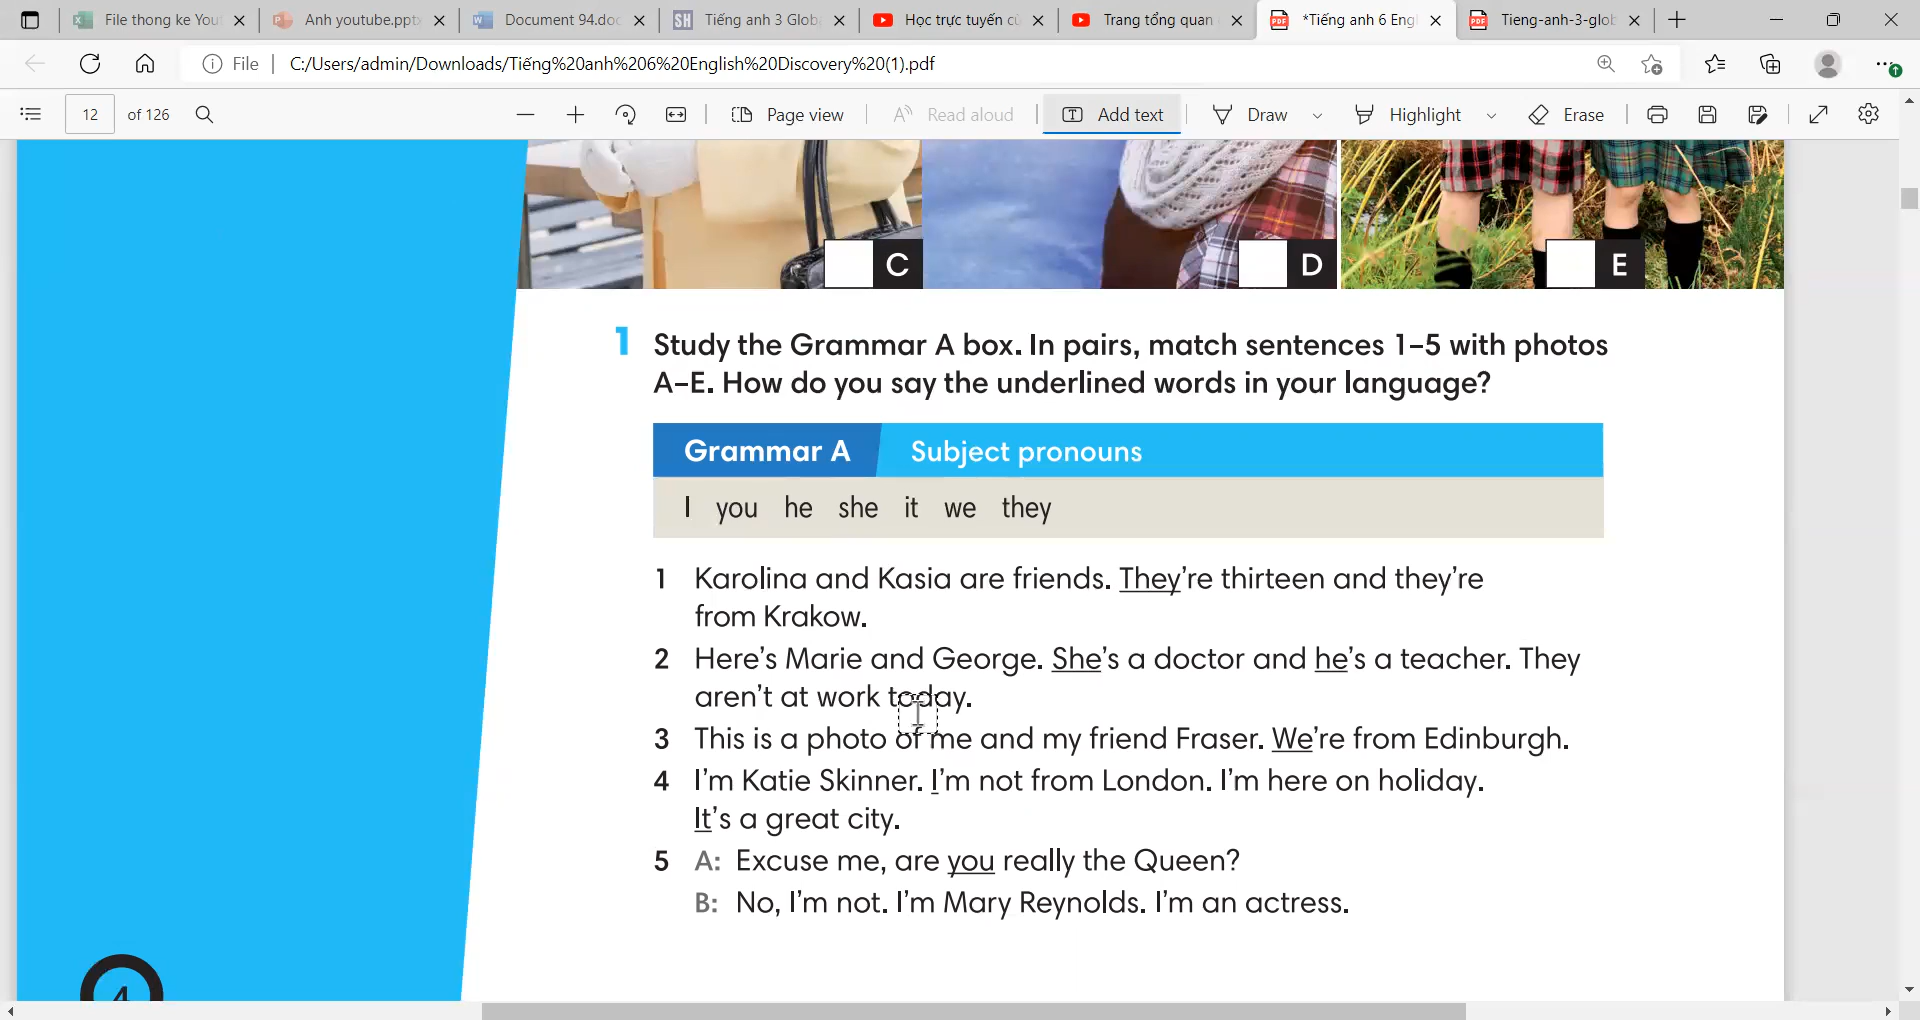 File thong ke You
Anh youtube.ppt
Document 94.doc
SH Tiếng anh 3 Glob
Học trực tuyến c
Trang tổng quan
*Tiếng anh 6 Engl
Tieng-anh-3-glob
File C:/Users/admin/Downloads/Tiếng%20anh%206%20English%20Discovery%20(1).pdf
12 of 126 Page view Read aloud Add text Draw Highlight Erase
C D E
1 Study the Grammar A box. In pairs, match sentences 1–5 with photos
A–E. How do you say the underlined words in your language?
Grammar A Subject pronouns
I you he she it we they
1 Karolina and Kasia are friends. They're thirteen and they're
from Krakow.
2 Here's Marie and George. She's a doctor and he's a teacher. They
aren't at work today.
3 This is a photo of me and my friend Fraser. We're from Edinburgh.
4 I'm Katie Skinner. I'm not from London. I'm here on holiday.
It's a great city.
5 A: Excuse me, are you really the Queen?
B: No, I'm not. I'm Mary Reynolds. I'm an actress.
4